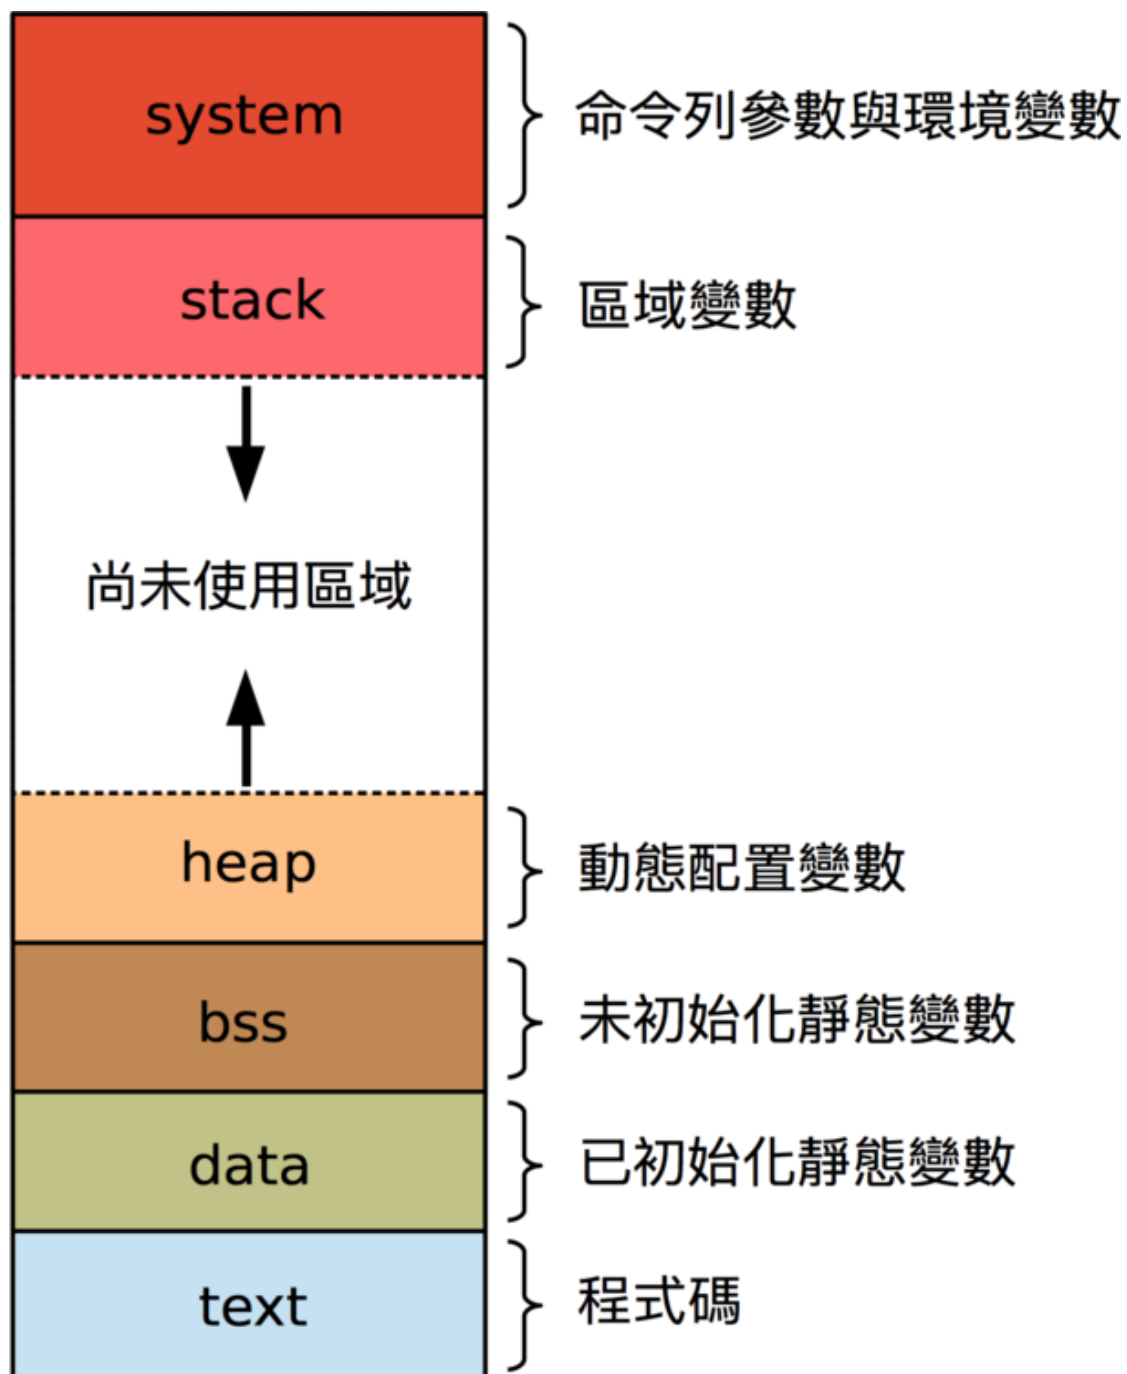 system
命令列參數與環境變數
stack
區域變數
尚未使用區域
heap
動態配置變數
bss
未初始化靜態變數
data
已初始化靜態變數
text
程式碼